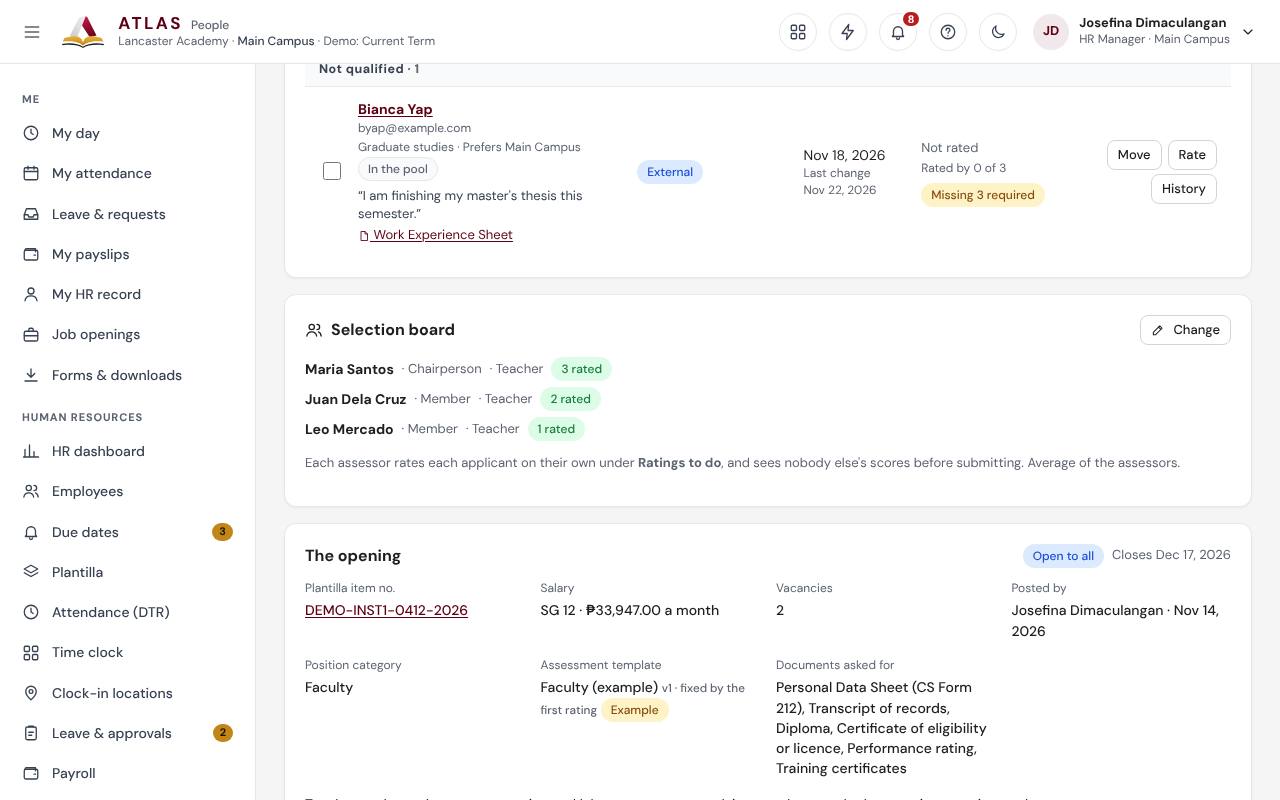 ATLAS People
Lancaster Academy · Main Campus · Demo: Current Term
8
JD
Josefina Dimaculangan
HR Manager · Main Campus
ME
My day
My attendance
Leave & requests
My payslips
My HR record
Job openings
Forms & downloads
HUMAN RESOURCES
HR dashboard
Employees
Due dates 3
Plantilla
Attendance (DTR)
Time clock
Clock-in locations
Leave & approvals 2
Payroll
Not qualified · 1
Bianca Yap
byap@example.com
Graduate studies · Prefers Main Campus
In the pool
“I am finishing my master's thesis this
semester.”
Work Experience Sheet
External
Nov 18, 2026
Last change
Nov 22, 2026
Not rated
Rated by 0 of 3
Missing 3 required
Move Rate
History
Selection board
Change
Maria Santos · Chairperson · Teacher 3 rated
Juan Dela Cruz · Member · Teacher 2 rated
Leo Mercado · Member · Teacher 1 rated
Each assessor rates each applicant on their own under Ratings to do, and sees nobody else's scores before submitting. Average of the assessors.
The opening
Open to all Closes Dec 17, 2026
Plantilla item no.
DEMO-INST1-0412-2026
Salary
SG 12 · ₱33,947.00 a month
Vacancies
2
Posted by
Josefina Dimaculangan · Nov 14,
2026
Position category
Faculty
Assessment template
Faculty (example) v1 · fixed by the
first rating Example
Documents asked for
Personal Data Sheet (CS Form
212), Transcript of records,
Diploma, Certificate of eligibility
or licence, Performance rating,
Training certificates